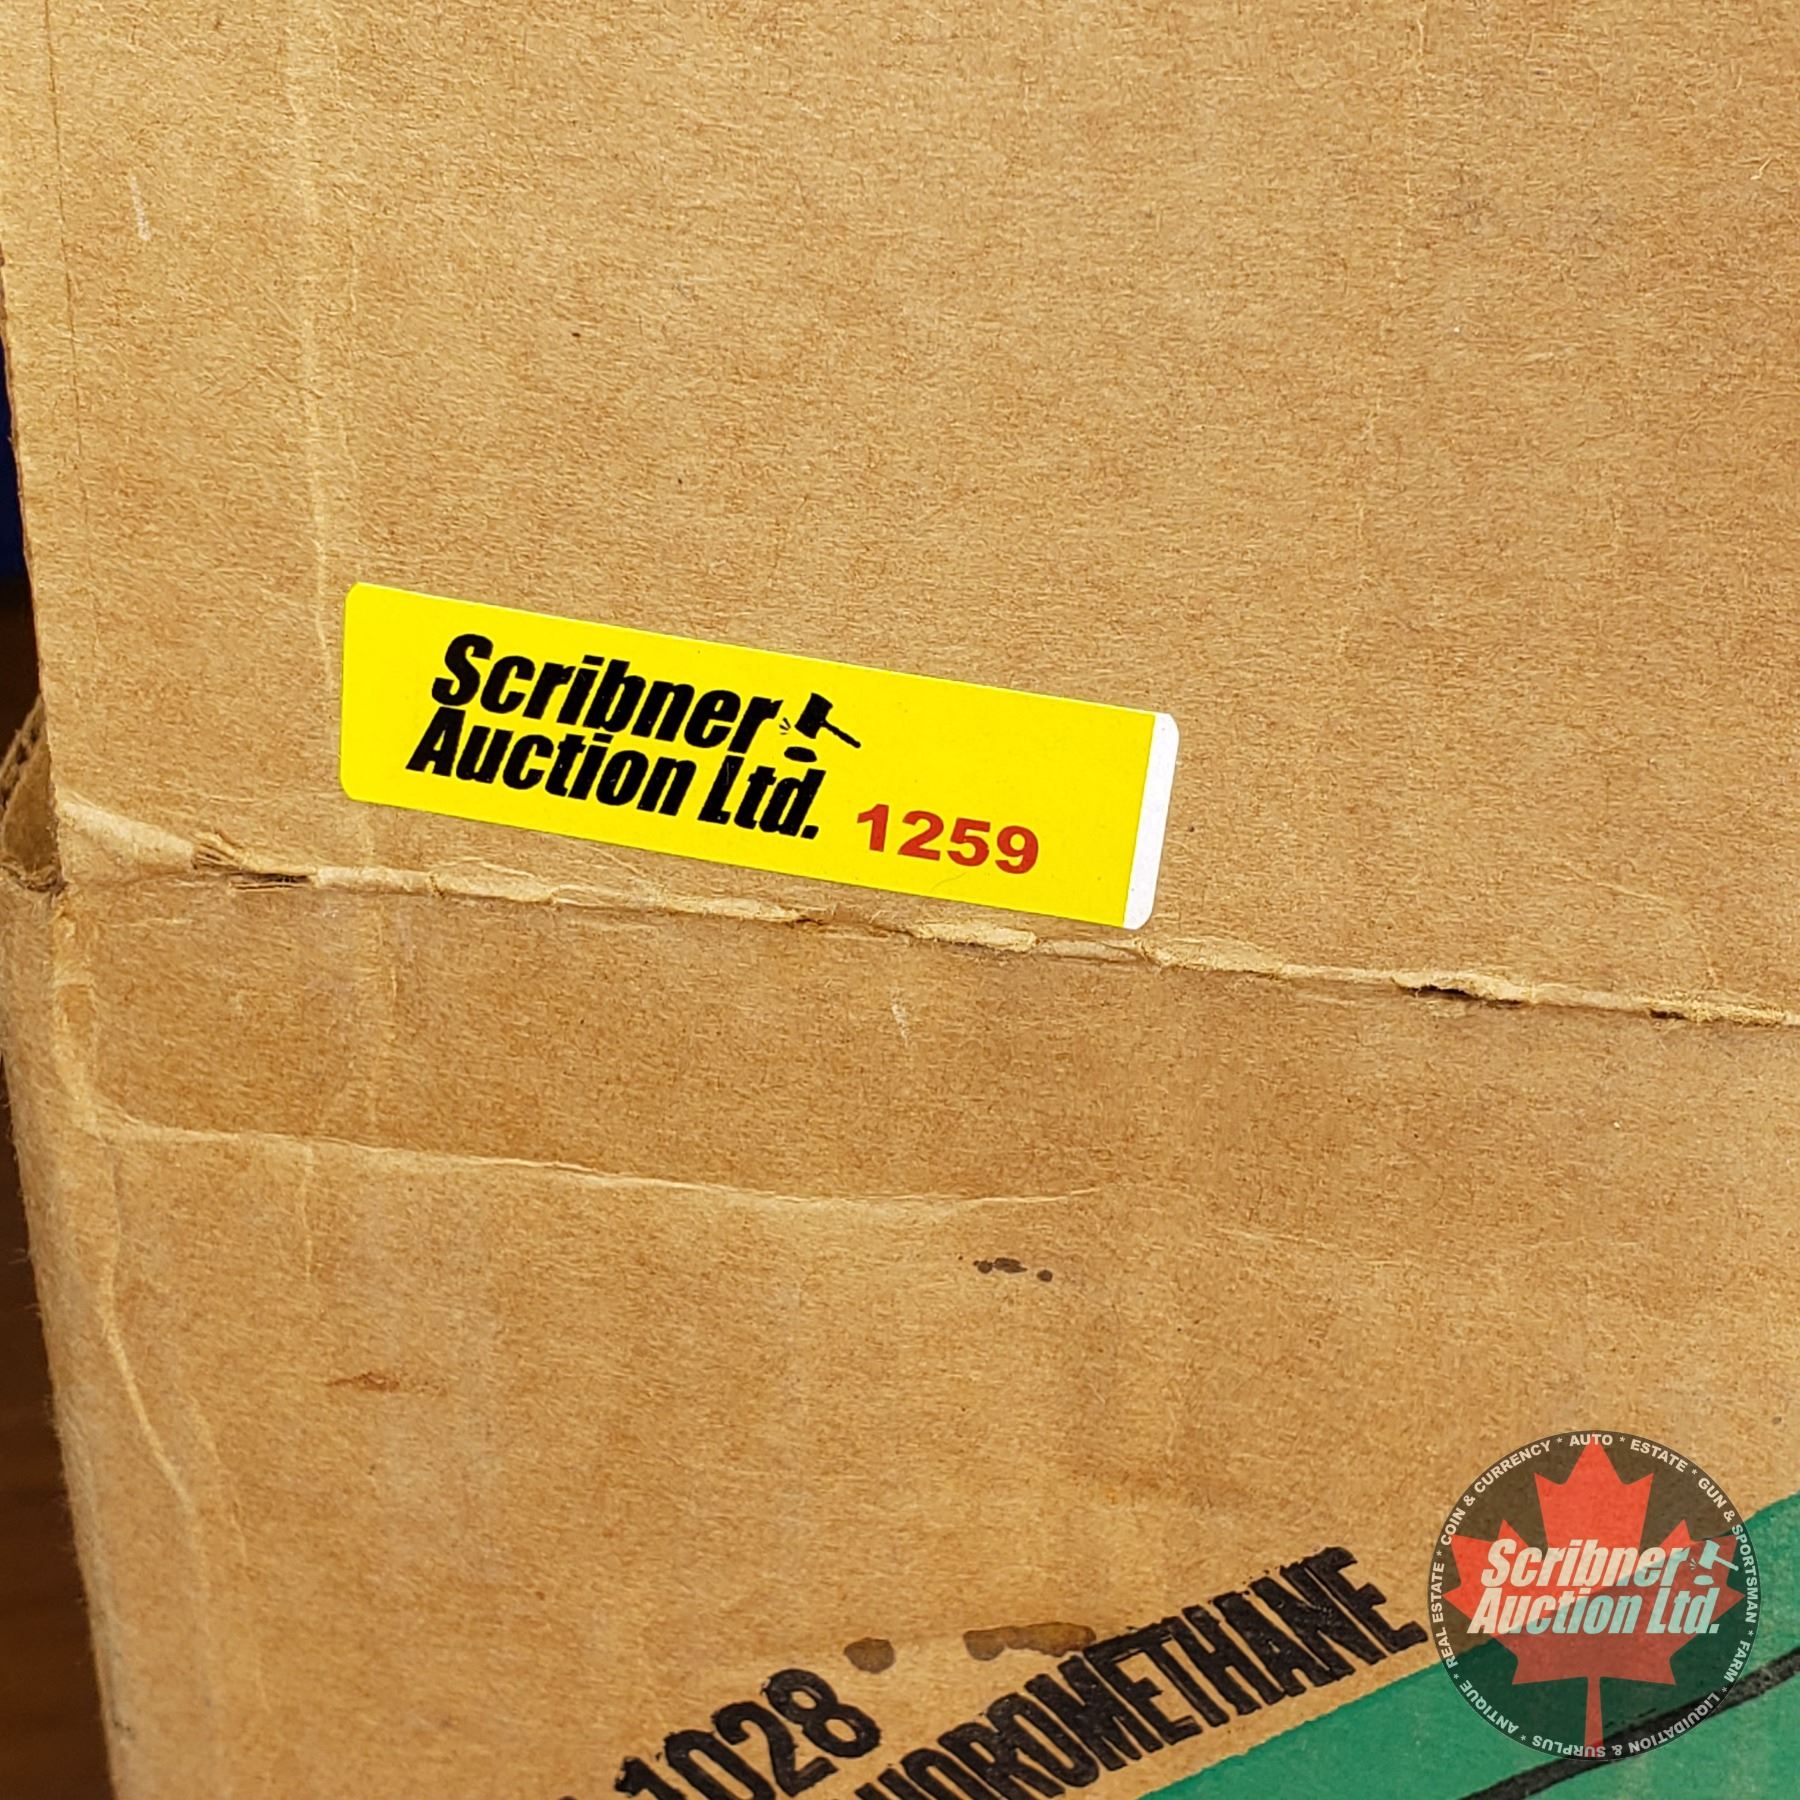 Scribner
Auction Ltd. 1259
1028
REAL ESTATE * COIN & CURRENCY * AUTO * ESTATE * GUN & SPORTSMAN * FARM * LIQUIDATION & SURPLUS * ANTIQUE *
Scribner
Auction Ltd.